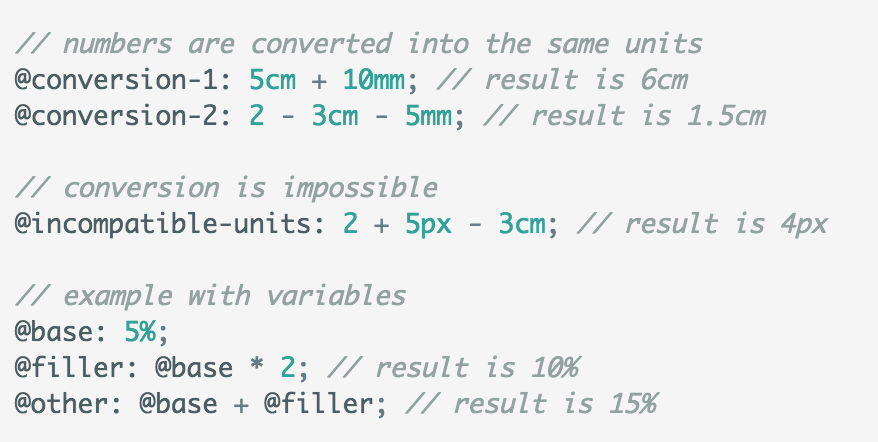 // numbers are converted into the same units
@conversion-1: 5cm + 10mm; // result is 6cm
@conversion-2: 2 - 3cm - 5mm; // result is 1.5cm
// conversion is impossible
@incompatible-units: 2 + 5px - 3cm; // result is 4px
// example with variables
@base: 5%;
@filler: @base * 2; // result is 10%
@other: @base + @filler; // result is 15%